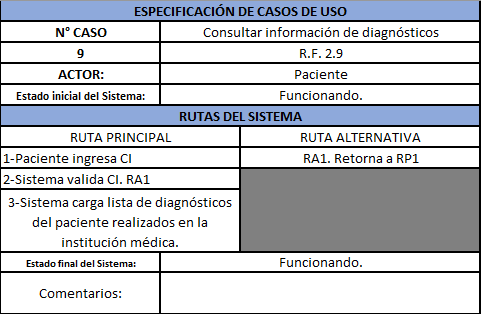 ESPECIFICACIÓN DE CASOS DE USO
N° CASO Consultar información de diagnósticos
9 R.F. 2.9
ACTOR: Paciente
Estado inicial del Sistema: Funcionando.
RUTAS DEL SISTEMA
RUTA PRINCIPAL RUTA ALTERNATIVA
1-Paciente ingresa CI RA1. Retorna a RP1
2-Sistema valida CI. RA1
3-Sistema carga lista de diagnósticos
del paciente realizados en la
institución médica.
Estado final del Sistema: Funcionando.
Comentarios: